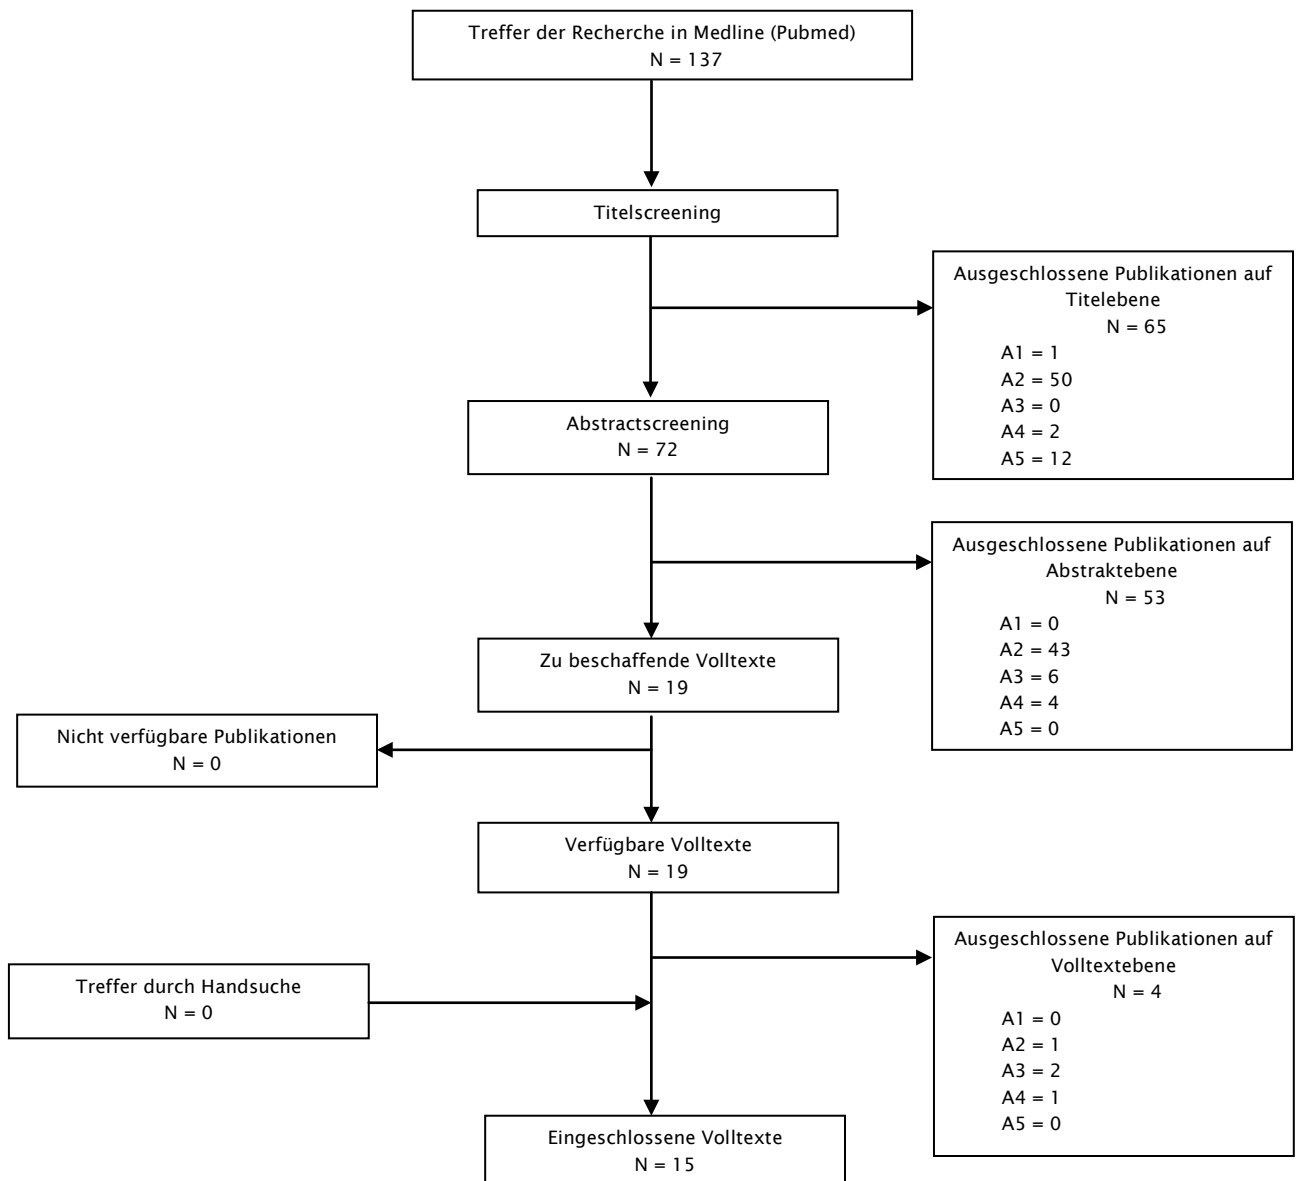 Treffer der Recherche in Medline (Pubmed)
N = 137
Titelscreening
Ausgeschlossene Publikationen auf
Titelebene
N = 65
A1 = 1
A2 = 50
A3 = 0
A4 = 2
A5 = 12
Abstractscreening
N = 72
Ausgeschlossene Publikationen auf
Abstraktebene
N = 53
A1 = 0
A2 = 43
A3 = 6
A4 = 4
A5 = 0
Zu beschaffende Volltexte
N = 19
Nicht verfügbare Publikationen
N = 0
Verfügbare Volltexte
N = 19
Ausgeschlossene Publikationen auf
Volltextebene
N = 4
A1 = 0
A2 = 1
A3 = 2
A4 = 1
A5 = 0
Treffer durch Handsuche
N = 0
Eingeschlossene Volltexte
N = 15